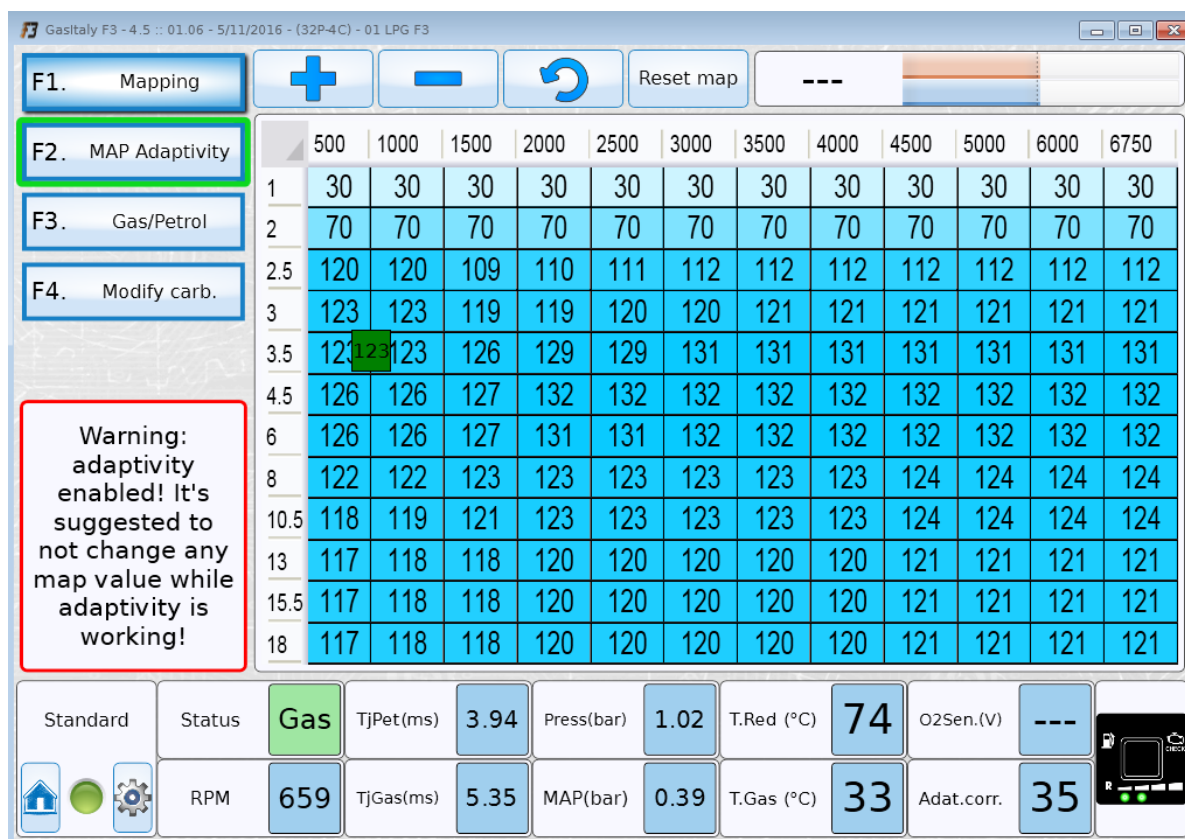 GasItaly F3 - 4.5 :: 01.06 - 5/11/2016 - (32P-4C) - 01 LPG F3
F1. Mapping
Reset map
---
F2. MAP Adaptivity
F3. Gas/Petrol
F4. Modify carb.
500 1000 1500 2000 2500 3000 3500 4000 4500 5000 6000 6750
1 30 30 30 30 30 30 30 30 30 30 30 30
2 70 70 70 70 70 70 70 70 70 70 70 70
2.5 120 120 109 110 111 112 112 112 112 112 112 112
3 123 123 119 119 120 120 121 121 121 121 121 121
3.5 123 123 123 126 129 129 131 131 131 131 131 131 131
4.5 126 126 127 132 132 132 132 132 132 132 132 132
6 126 126 127 131 131 132 132 132 132 132 132 132
8 122 122 123 123 123 123 123 123 124 124 124 124
10.5 118 119 121 123 123 123 123 123 124 124 124 124
13 117 118 118 120 120 120 120 120 121 121 121 121
15.5 117 118 118 120 120 120 120 120 121 121 121 121
18 117 118 118 120 120 120 120 120 121 121 121 121
Warning:
adaptivity
enabled! It's
suggested to
not change any
map value while
adaptivity is
working!
Standard Status Gas TjPet(ms) 3.94 Press(bar) 1.02 T.Red (°C) 74 O2Sen.(V) ---
CHECK
R
RPM 659 TjGas(ms) 5.35 MAP(bar) 0.39 T.Gas (°C) 33 Adat.corr. 35